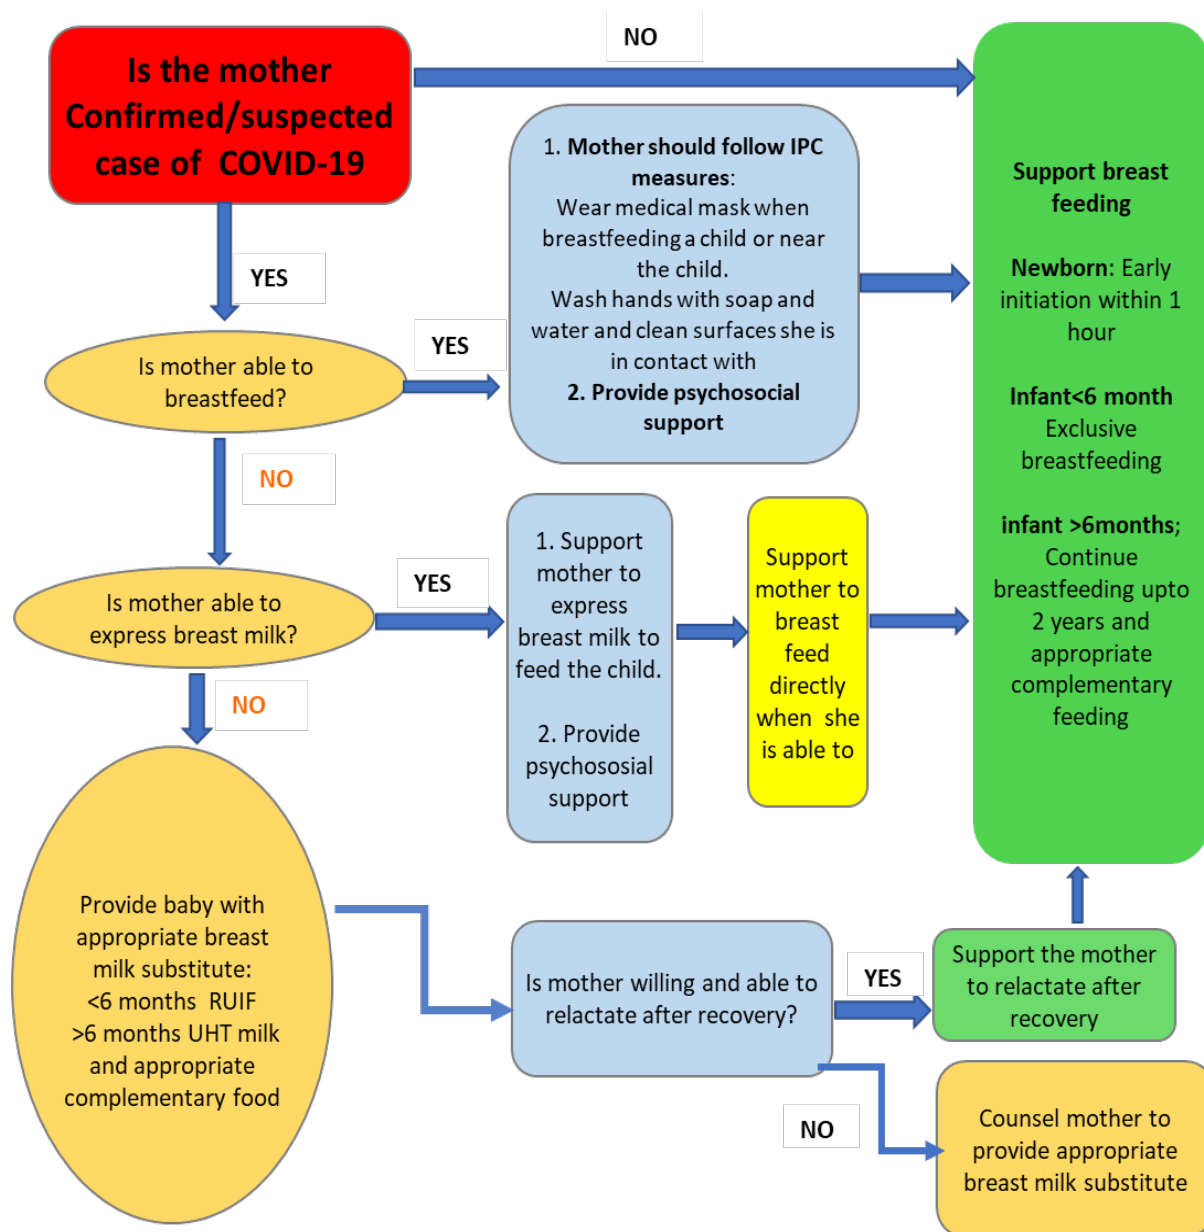 NO
Is the mother
Confirmed/suspected
case of COVID-19
1. Mother should follow IPC
measures:
Wear medical mask when
breastfeeding a child or near
the child.
Wash hands with soap and
water and clean surfaces she is
in contact with
2. Provide psychosocial
support
Support breast
feeding
Newborn: Early
initiation within 1
hour
Infant<6 month
Exclusive
breastfeeding
infant >6months;
Continue
breastfeeding upto
2 years and
appropriate
complementary
feeding
YES
Is mother able to
breastfeed?
YES
NO
Is mother able to
express breast milk?
YES
1. Support
mother to
express
breast milk to
feed the child.
2. Provide
psychososial
support
Support
mother to
breast
feed
directly
when she
is able to
NO
Provide baby with
appropriate breast
milk substitute:
<6 months RUIF
>6 months UHT milk
and appropriate
complementary food
Is mother willing and able to
relactate after recovery?
YES
Support the mother
to relactate after
recovery
NO
Counsel mother to
provide appropriate
breast milk substitute